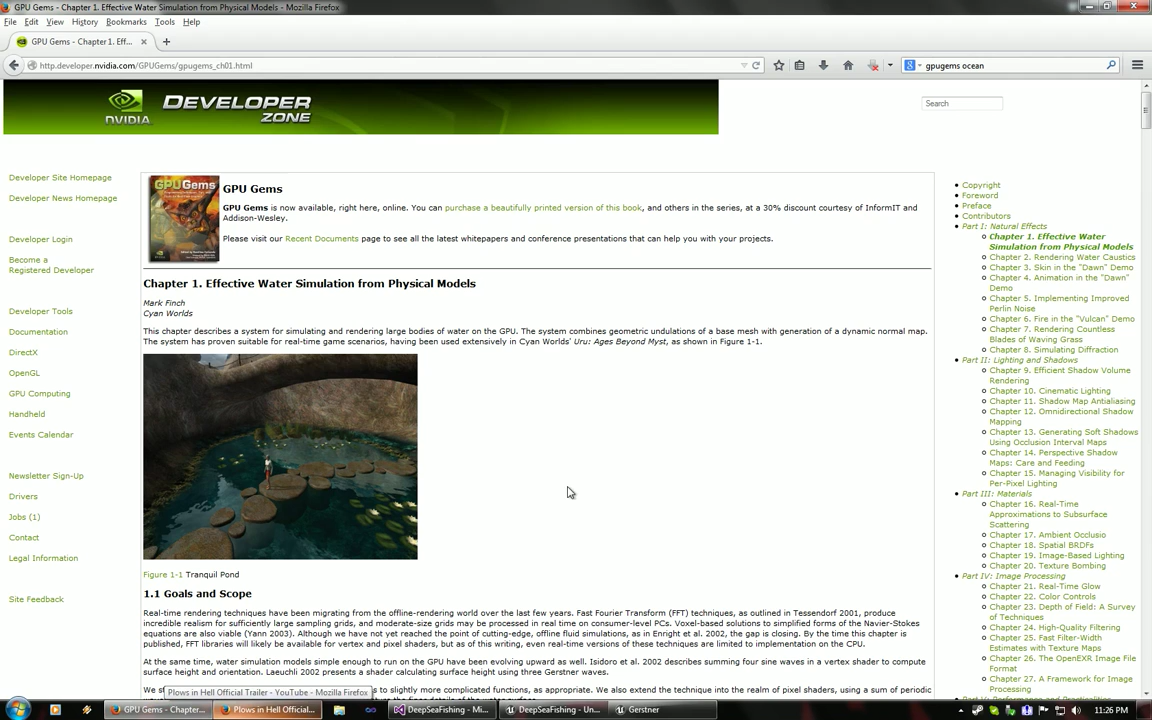 GPU Gems - Chapter 1. Effective Water Simulation from Physical Models - Mozilla Firefox
File Edit View History Bookmarks Tools Help
GPU Gems - Chapter 1. Eff...
http.developer.nvidia.com/GPUGems/gpugems_ch01.html
gpugems ocean
NVIDIA
DEVELOPER
ZONE
Search
Developer Site Homepage
Developer News Homepage
Developer Login
Become a
Registered Developer
Developer Tools
Documentation
DirectX
OpenGL
GPU Computing
Handheld
Events Calendar
Newsletter Sign-Up
Drivers
Jobs (1)
Contact
Legal Information
Site Feedback
GPU Gems
GPU Gems
GPU Gems is now available, right here, online. You can purchase a beautifully printed version of this book, and others in the series, at a 30% discount courtesy of InformIT and
Addison-Wesley.
Please visit our Recent Documents page to see all the latest whitepapers and conference presentations that can help you with your projects.
Chapter 1. Effective Water Simulation from Physical Models
Mark Finch
Cyan Worlds
This chapter describes a system for simulating and rendering large bodies of water on the GPU. The system combines geometric undulations of a base mesh with generation of a dynamic normal map.
The system has proven suitable for real-time game scenarios, having been used extensively in Cyan Worlds' Uru: Ages Beyond Myst, as shown in Figure 1-1.
Figure 1-1 Tranquil Pond
1.1 Goals and Scope
Real-time rendering techniques have been migrating from the offline-rendering world over the last few years. Fast Fourier Transform (FFT) techniques, as outlined in Tessendorf 2001, produce
incredible realism for sufficiently large sampling grids, and moderate-size grids may be processed in real time on consumer-level PCs. Voxel-based solutions to simplified forms of the Navier-Stokes
equations are also viable (Yann 2003). Although we have not yet reached the point of cutting-edge, offline fluid simulations, as in Enright et al. 2002, the gap is closing. By the time this chapter is
published, FFT libraries will likely be available for vertex and pixel shaders, but as of this writing, even real-time versions of these techniques are limited to implementation on the CPU.
At the same time, water simulation models simple enough to run on the GPU have been evolving upward as well. Isidoro et al. 2002 describes summing four sine waves in a vertex shader to compute
surface height and orientation. Laeuchli 2002 presents a shader calculating surface height using three Gerstner waves.
We st
s to slightly more complicated functions, as appropriate. We also extend the technique into the realm of pixel shaders, using a sum of periodic
Copyright
Foreword
Preface
Contributors
Part I: Natural Effects
Chapter 1. Effective Water
Simulation from Physical Models
Chapter 2. Rendering Water Caustics
Chapter 3. Skin in the "Dawn" Demo
Chapter 4. Animation in the "Dawn"
Demo
Chapter 5. Implementing Improved
Perlin Noise
Chapter 6. Fire in the "Vulcan" Demo
Chapter 7. Rendering Countless
Blades of Waving Grass
Chapter 8. Simulating Diffraction
Part II: Lighting and Shadows
Chapter 9. Efficient Shadow Volume
Rendering
Chapter 10. Cinematic Lighting
Chapter 11. Shadow Map Antialiasing
Chapter 12. Omnidirectional Shadow
Mapping
Chapter 13. Generating Soft Shadows
Using Occlusion Interval Maps
Chapter 14. Perspective Shadow
Maps: Care and Feeding
Chapter 15. Managing Visibility for
Per-Pixel Lighting
Part III: Materials
Chapter 16. Real-Time
Approximations to Subsurface
Scattering
Chapter 17. Ambient Occlusio
Chapter 18. Spatial BRDFs
Chapter 19. Image-Based Lighting
Chapter 20. Texture Bombing
Part IV: Image Processing
Chapter 21. Real-Time Glow
Chapter 22. Color Controls
Chapter 23. Depth of Field: A Survey
of Techniques
Chapter 24. High-Quality Filtering
Chapter 25. Fast Filter-Width
Estimates with Texture Maps
Chapter 26. The OpenEXR Image File
Format
Chapter 27. A Framework for Image
Processing
Plows in Hell Official Trailer - YouTube - Mozilla Firefox
GPU Gems - Chapter...
Plows in Hell Official...
DeepSeaFishing - Mi...
DeepSeaFishing - Un...
Gerstner
11:26 PM